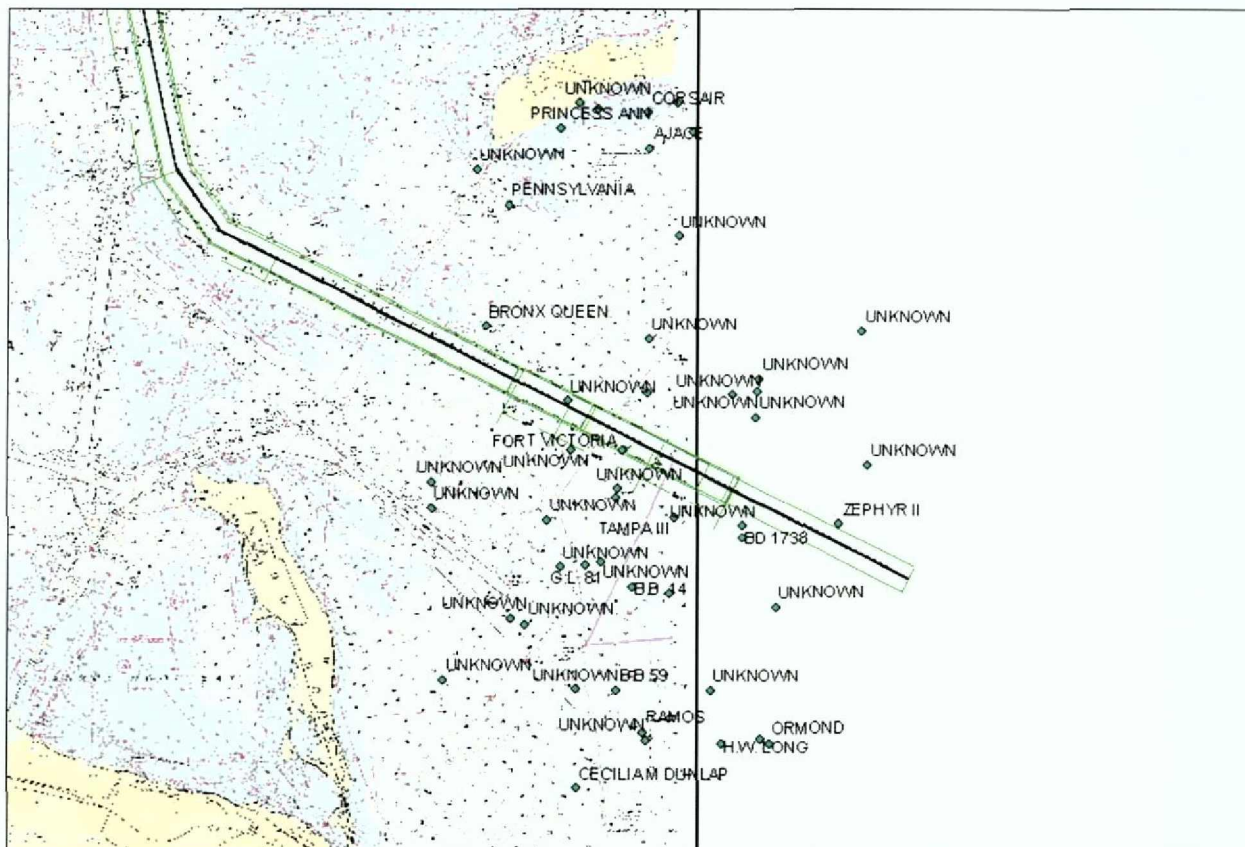 UNKNOWN
CORSAIR
PRINCESS ANN
AJACE
UNKNOWN
PENNSYLVANIA
UNKNOWN
BRONX QUEEN
UNKNOWN
UNKNOWN
UNKNOWN
UNKNOWN
UNKNOWN
UNKNOWN
UNKNOWN
FORT VICTORIA
UNKNOWN
UNKNOWN
UNKNOWN
UNKNOWN
UNKNOWN
UNKNOWN
UNKNOWN
ZEPHYR II
TAMPA III
BD 1738
UNKNOWN
G.L. 81
UNKNOWN
B.B. 44
UNKNOWN
UNKNOWN
UNKNOWN
UNKNOWN
UNKNOWN
BB 59
UNKNOWN
UNKNOWN
RAMOS
ORMOND
H.W. LONG
CECILIAM DUNLAP